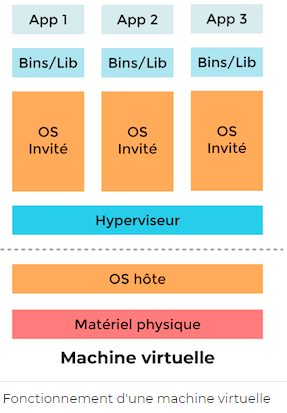 App 1 App 2 App 3
Bins/Lib Bins/Lib Bins/Lib
OS OS OS
Invité Invité Invité
Hyperviseur
OS hôte
Matériel physique
Machine virtuelle
Fonctionnement d'une machine virtuelle